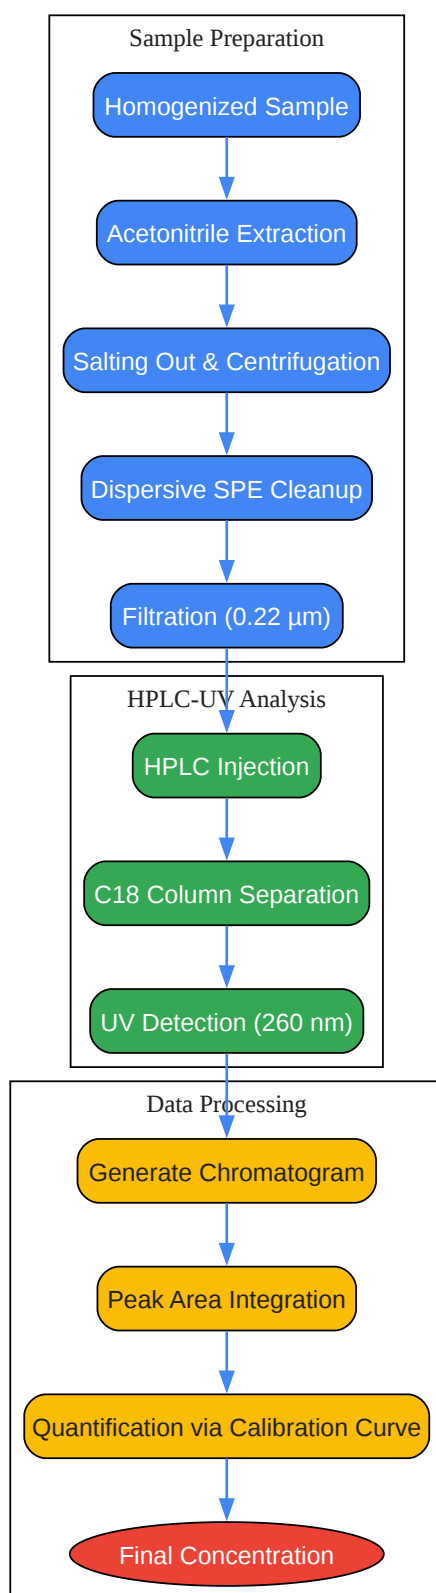 Sample Preparation
Homogenized Sample
Acetonitrile Extraction
Salting Out & Centrifugation
Dispersive SPE Cleanup
Filtration (0.22 µm)
HPLC-UV Analysis
HPLC Injection
C18 Column Separation
UV Detection (260 nm)
Data Processing
Generate Chromatogram
Peak Area Integration
Quantification via Calibration Curve
Final Concentration